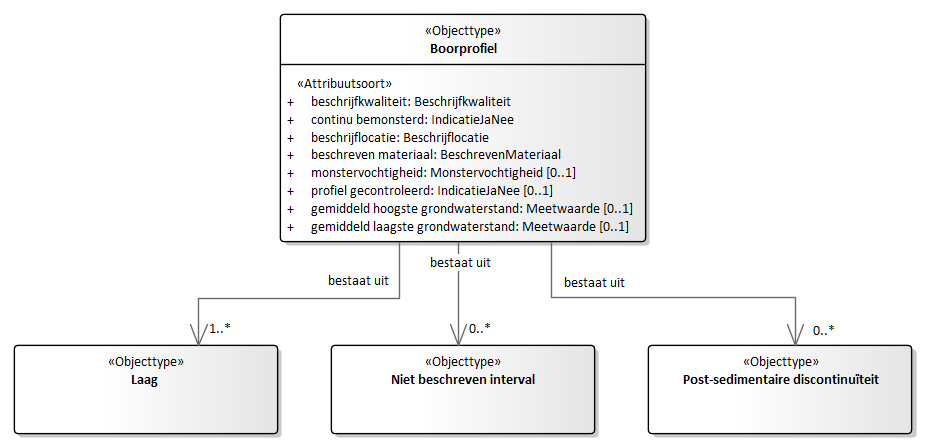 «Objecttype»
Boorprofiel
«Attribuutsoort»
+ beschrijfkwaliteit: Beschrijfkwaliteit
+ continu bemonsterd: IndicatieJaNee
+ beschrijflocatie: Beschrijflocatie
+ beschreven materiaal: BeschrevenMateriaal
+ monstervochtigheid: Monstervochtigheid [0..1]
+ profiel gecontroleerd: IndicatieJaNee [0..1]
+ gemiddeld hoogste grondwaterstand: Meetwaarde [0..1]
+ gemiddeld laagste grondwaterstand: Meetwaarde [0..1]
bestaat uit
bestaat uit
bestaat uit
1..*
0..*
0..*
«Objecttype»
Laag
«Objecttype»
Niet beschreven interval
«Objecttype»
Post-sedimentaire discontinuïteit